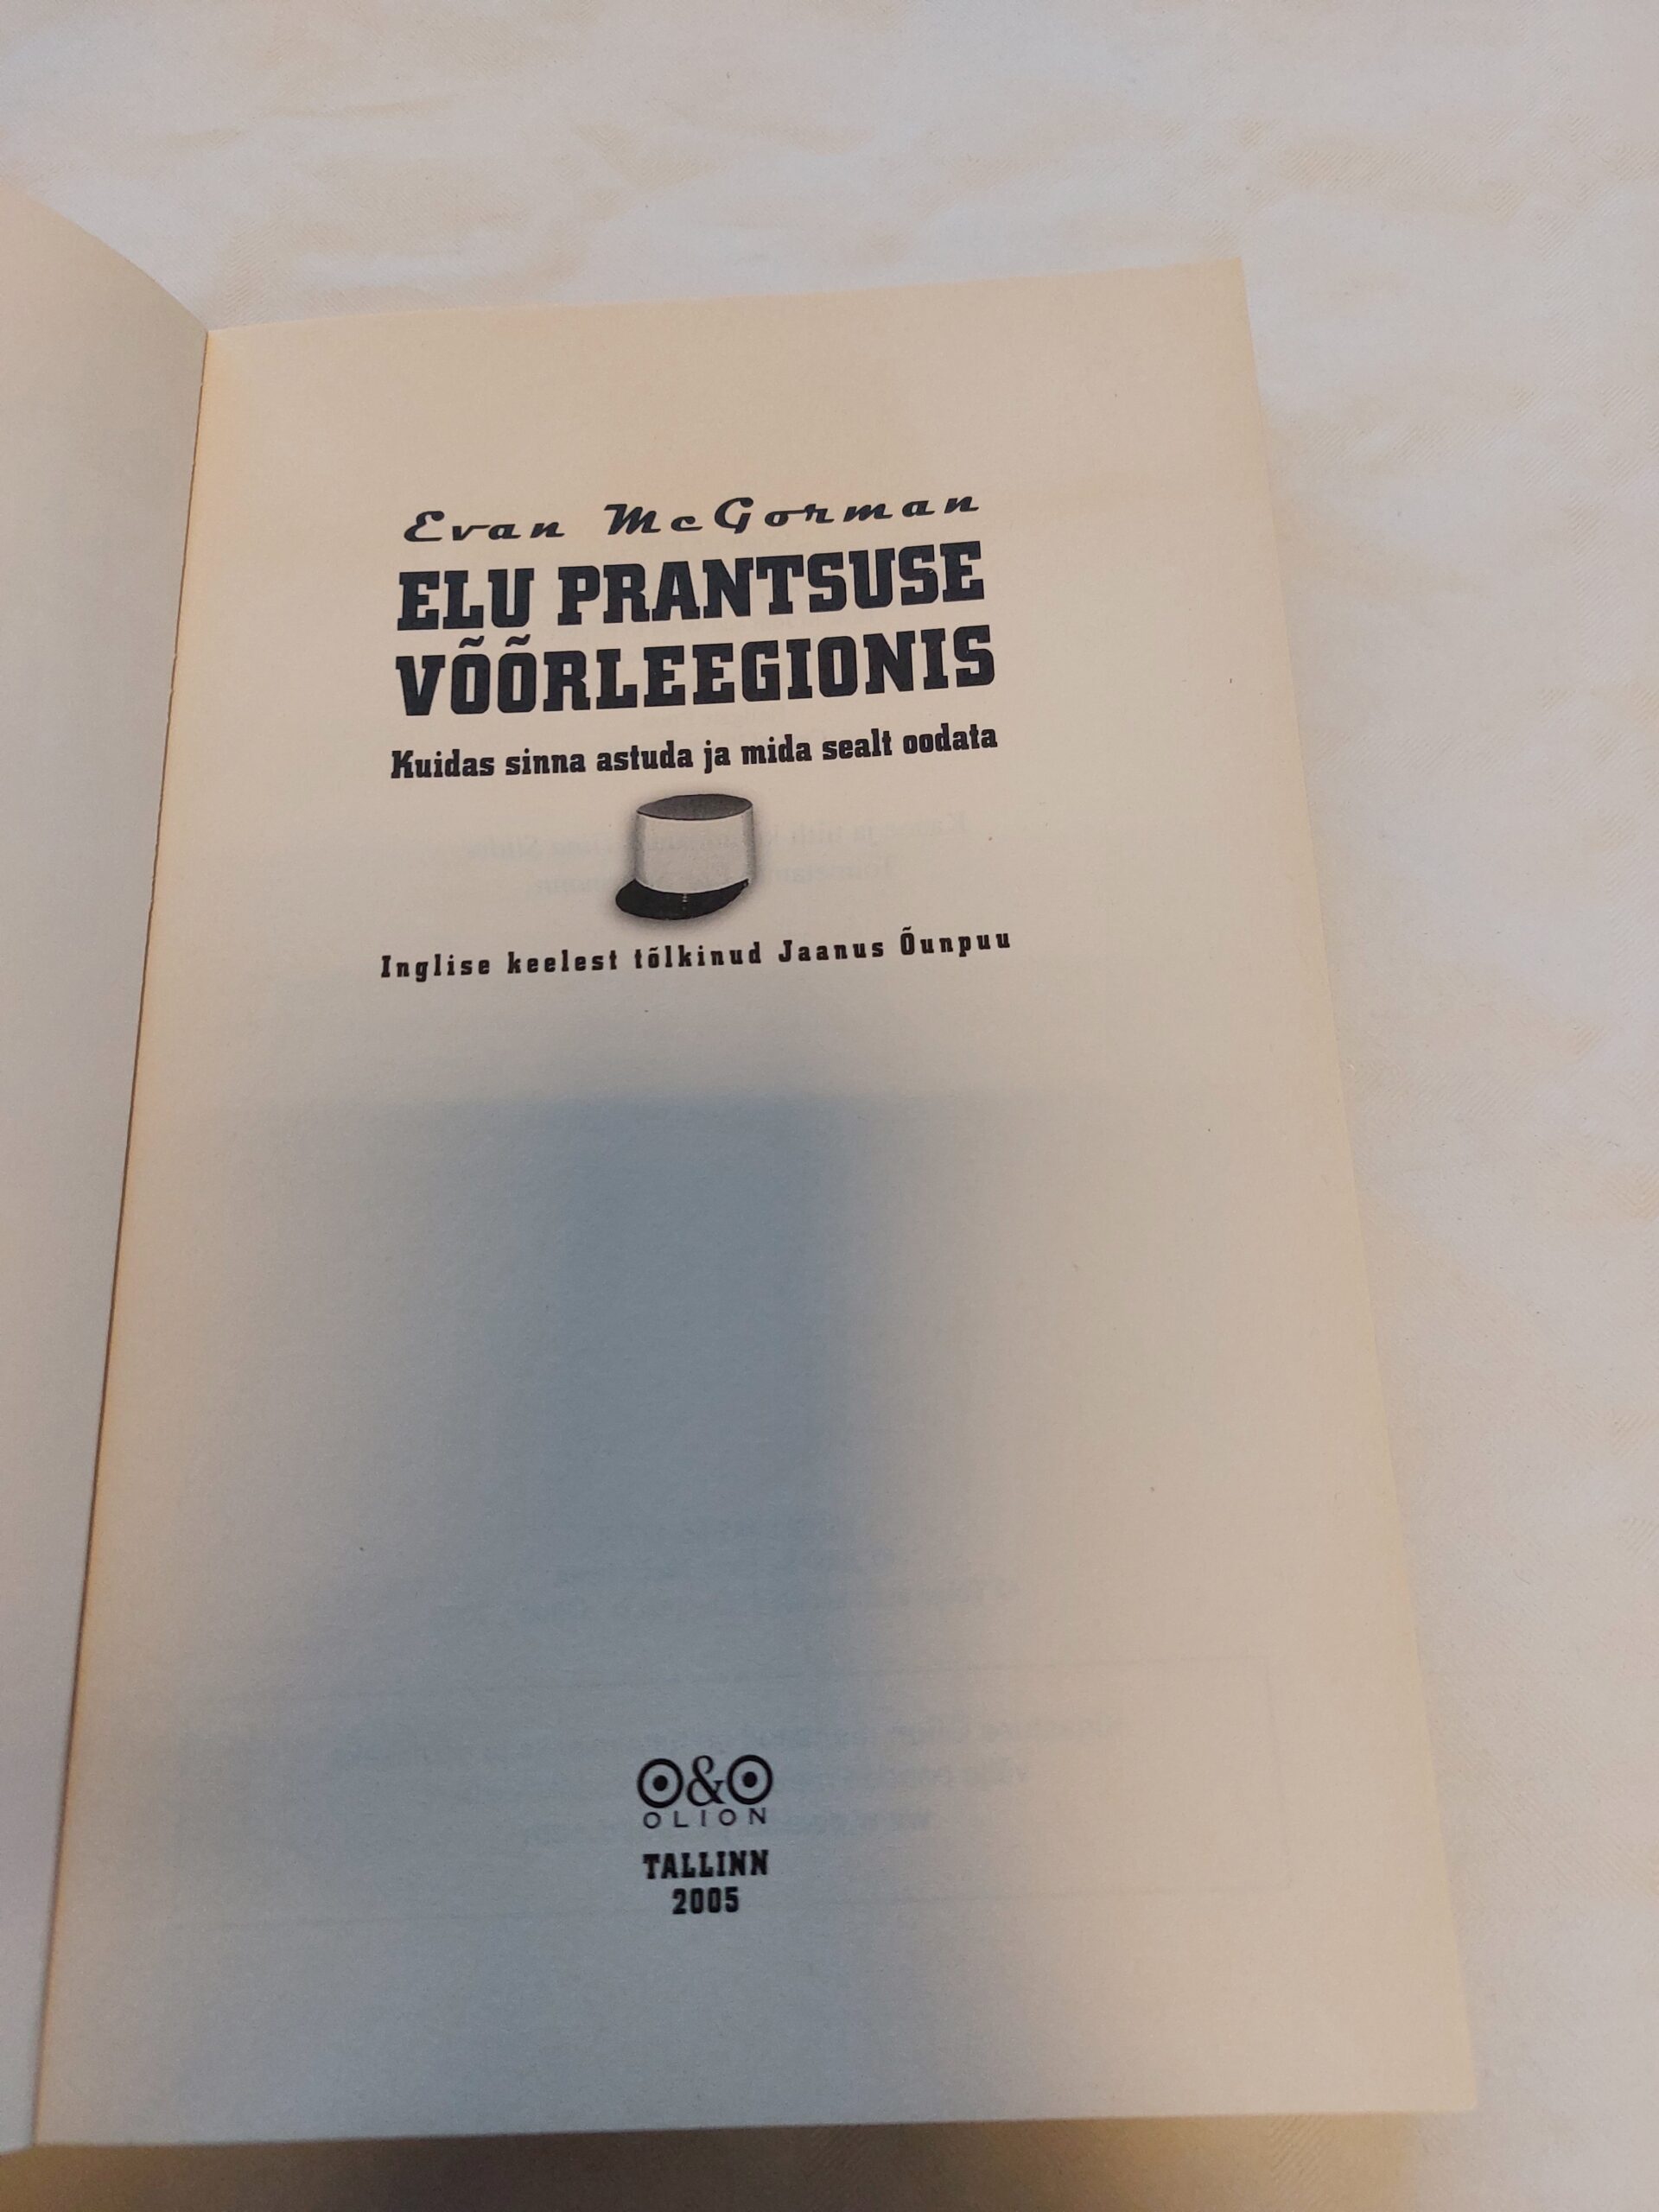 Evan McGorman
ELU PRANTSUSE
VÕÕRLEEGIONIS
Kuidas sinna astuda ja mida sealt oodata
Inglise keelest tõlkinud Jaanus Õunpuu
O&O
OLION
TALLINN
2005